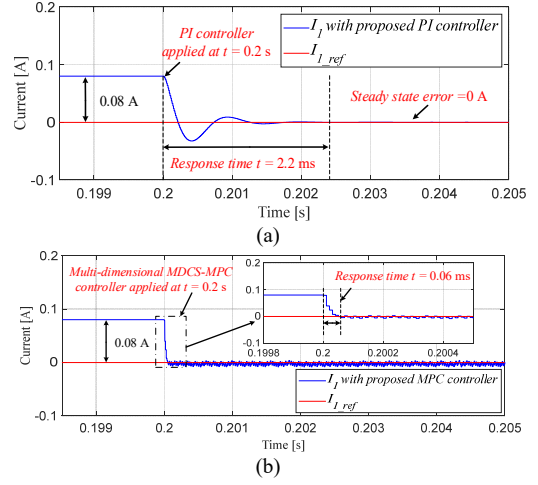 0.2
PI controller
applied at t = 0.2 s
I_1 with proposed PI controller
I_1_ref
0.1
Current [A]
0.08 A
Steady state error =0 A
0
Response time t = 2.2 ms
-0.1
0.199 0.2 0.201 0.202 0.203 0.204 0.205
Time [s]
(a)
0.2
Multi-dimensional MDCS-MPC
controller applied at t = 0.2 s
0.2
Response time t = 0.06 ms
0.1
0
-0.1
0.1998 0.2 0.2002 0.2004
Time [s]
0.1
Current [A]
0.08 A
0
I_1 with proposed MPC controller
I_1_ref
-0.1
0.199 0.2 0.201 0.202 0.203 0.204 0.205
Time [s]
(b)